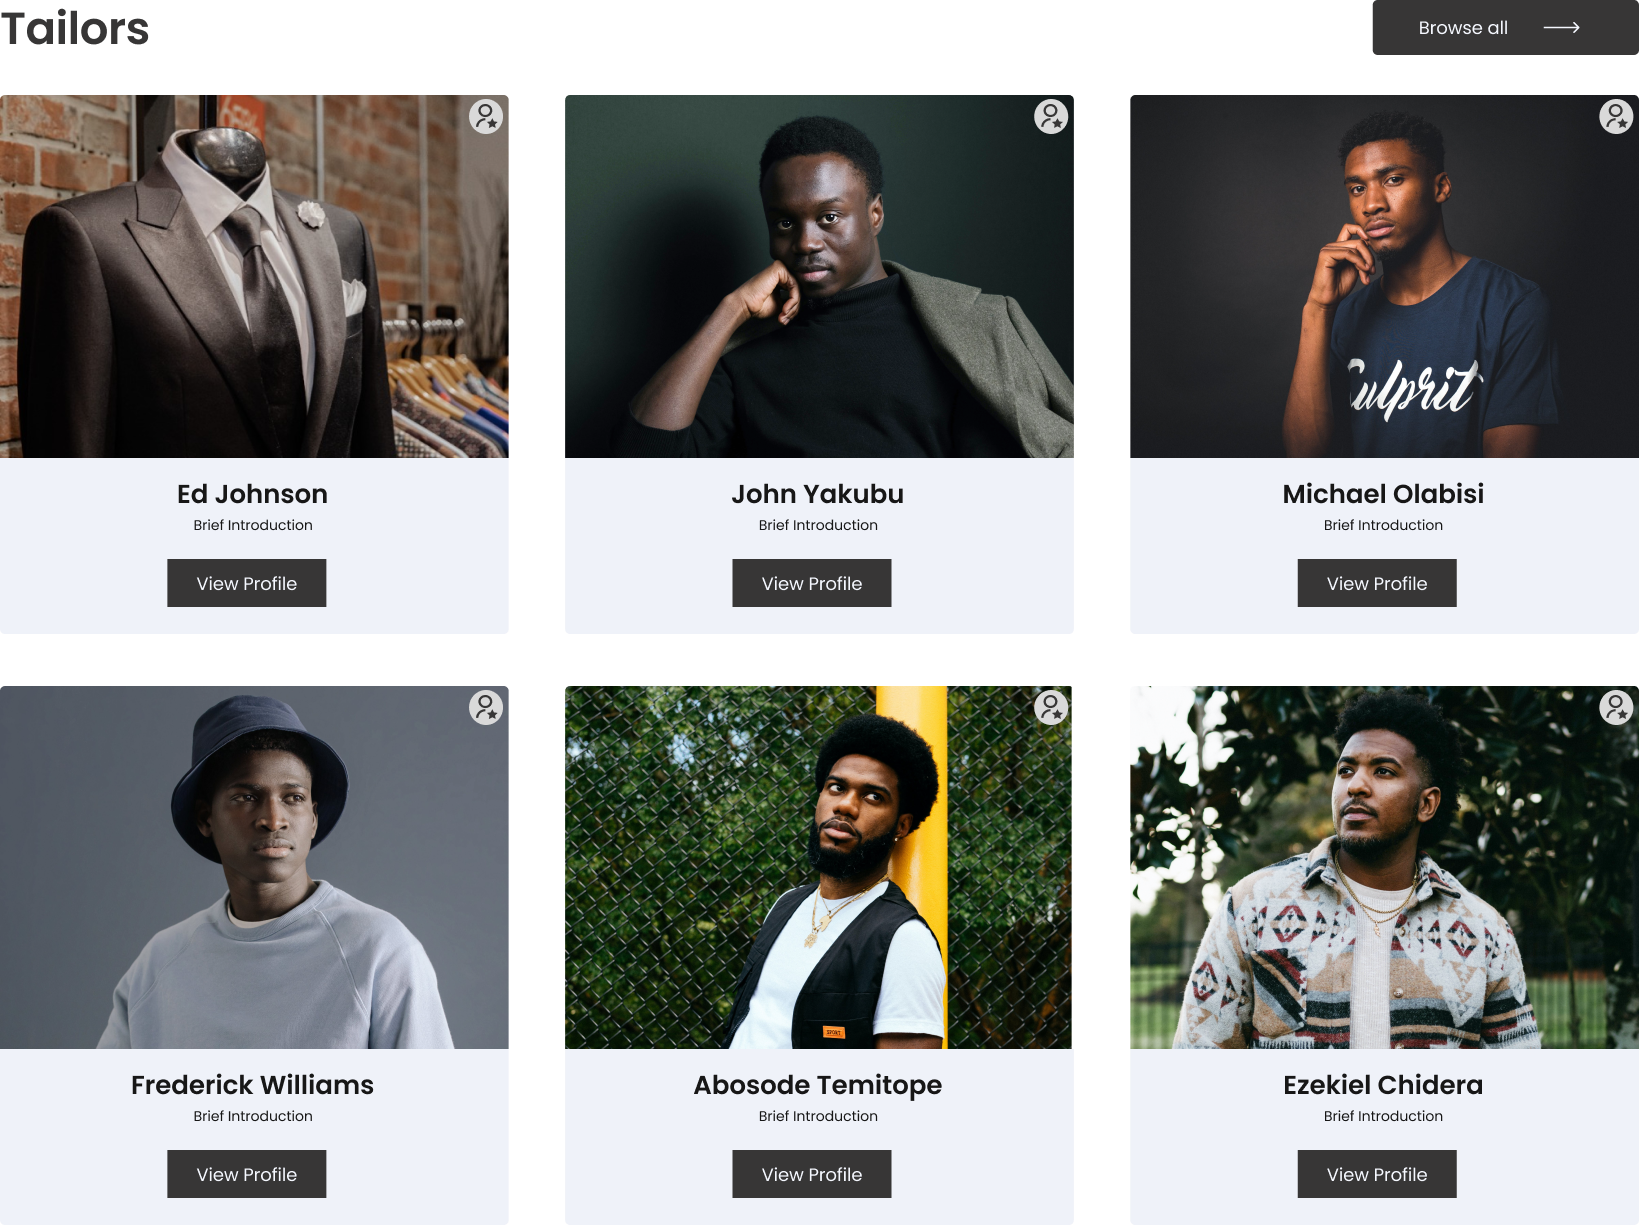 Tailors
Browse all
Ed Johnson
Brief Introduction
View Profile
John Yakubu
Brief Introduction
View Profile
Culprit
Michael Olabisi
Brief Introduction
View Profile
Frederick Williams
Brief Introduction
View Profile
SPORT
Abosode Temitope
Brief Introduction
View Profile
Ezekiel Chidera
Brief Introduction
View Profile